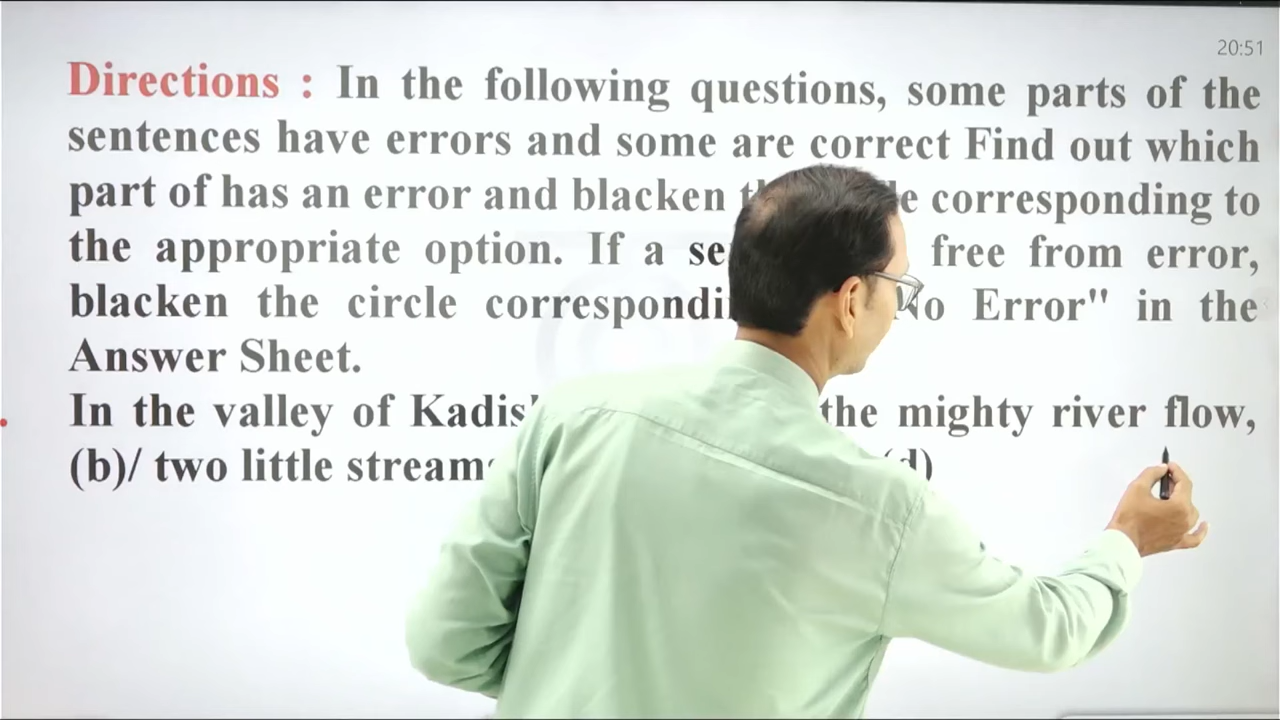 20:51
Directions : In the following questions, some parts of the
sentences have errors and some are correct Find out which
part of has an error and blacken corresponding to
the appropriate option. If a free from error,
blacken the circle No Error" in the
Answer Sheet.
In the valley of the mighty river flow,
(b)/ two little (d)